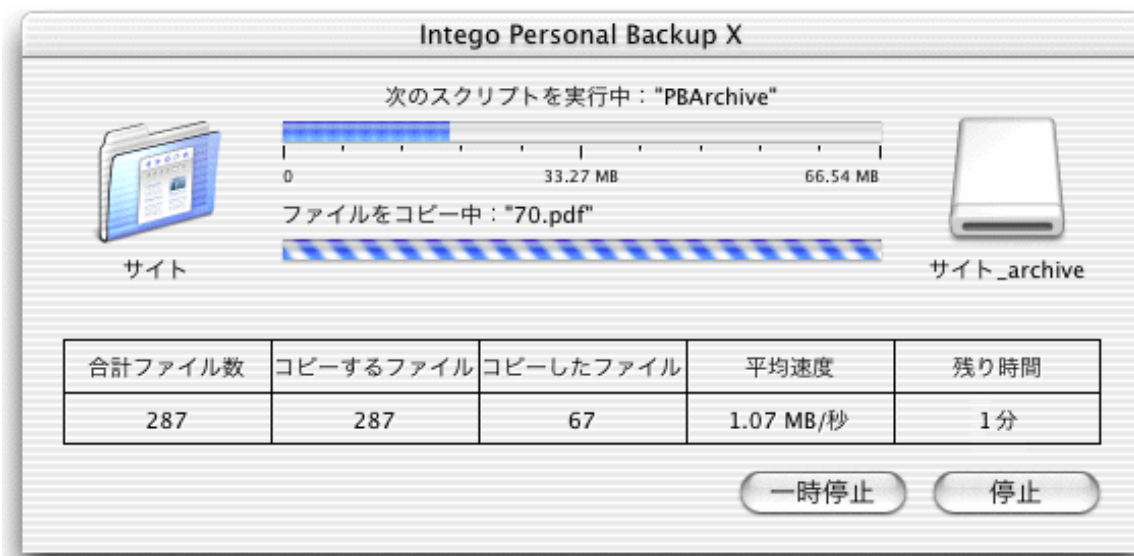 Intego Personal Backup X
次のスクリプトを実行中："PBArchive"
0 33.27 MB 66.54 MB
ファイルをコピー中："70.pdf"
サイト サイト_archive
合計ファイル数 コピーするファイル コピーしたファイル 平均速度 残り時間
287 287 67 1.07 MB/秒 1分
一時停止 停止